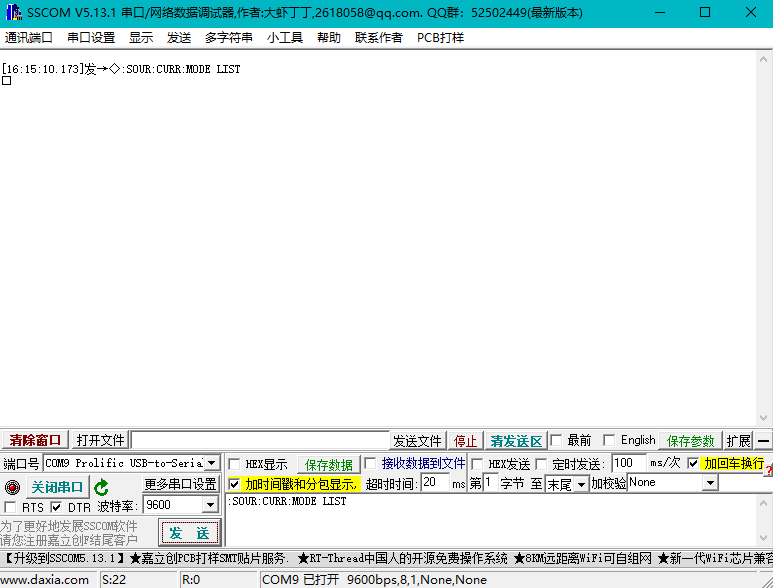 SSCOM V5.13.1 串口/网络数据调试器,作者:大虾丁丁,2618058@qq.com. QQ群: 52502449(最新版本)
通讯端口 串口设置 显示 发送 多字符串 小工具 帮助 联系作者 PCB打样
[16:15:10.173]发→◇:SOUR:CURR:MODE LIST
□
清除窗口 打开文件 发送文件 停止 清发送区 最前 English 保存参数 扩展 —
端口号 COM9 Prolific USB-to-Seria HEX显示 保存数据 接收数据到文件 HEX发送 定时发送: 100 ms/次 加回车换行
关闭串口 更多串口设置 加时间戳和分包显示, 超时时间: 20 ms 第1 字节 至 末尾 加校验None
RTS DTR 波特率: 9600
:SOUR:CURR:MODE LIST
为了更好地发展SSCOM软件
请您注册嘉立创F结尾客户
发 送
【升级到SSCOM5.13.1】★嘉立创PCB打样SMT贴片服务. ★RT-Thread中国人的开源免费操作系统 ★8KM远距离WiFi可自组网 ★新一代WiFi芯片兼容
www.daxia.com S:22 R:0 COM9 已打开 9600bps,8,1,None,None